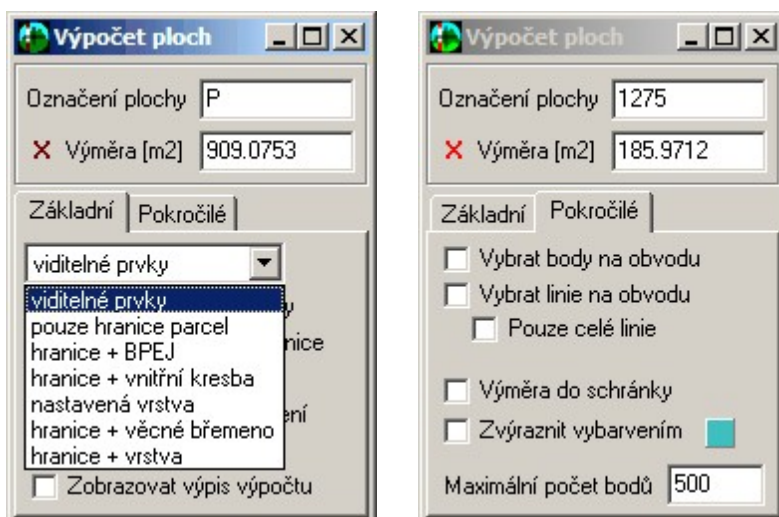 Výpočet ploch
Označení plochy P
Výměra [m2] 909.0753
Základní Pokročilé
viditelné prvky
viditelné prvky
pouze hranice parcel
hranice + BPEJ
hranice + vnitřní kresba
nastavená vrstva
hranice + věcné břemeno
hranice + vrstva
Zobrazovat výpis výpočtu
Výpočet ploch
Označení plochy 1275
Výměra [m2] 185.9712
Základní Pokročilé
Vybrat body na obvodu
Vybrat linie na obvodu
Pouze celé linie
Výměra do schránky
Zvýraznit vybarvením
Maximální počet bodů 500